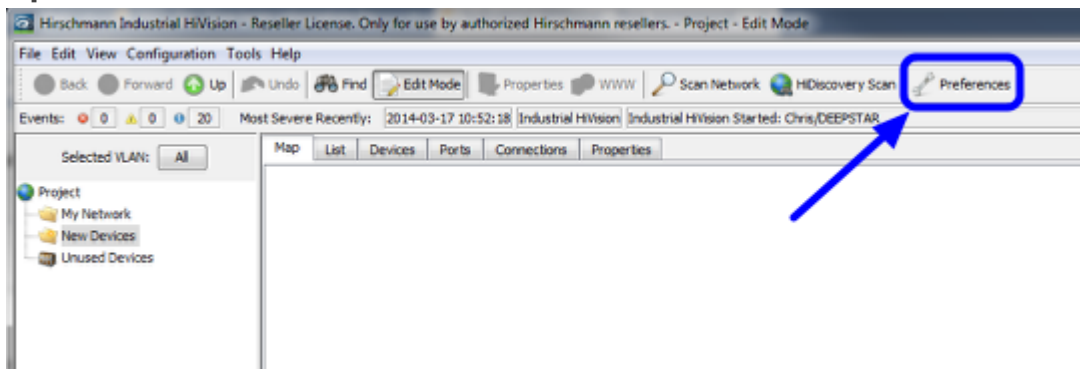 Hirschmann Industrial HiVision - Reseller License. Only for use by authorized Hirschmann resellers. - Project - Edit Mode
File Edit View Configuration Tools Help
Back Forward Up Undo Find Edit Mode Properties WWW Scan Network HiDiscovery Scan Preferences
Events: 0 0 20 Most Severe Recently: 2014-03-17 10:52:18 Industrial HiVision Industrial HiVision Started: Chris/DEEPSTAR
Selected VLAN: All Map List Devices Ports Connections Properties
Project
My Network
New Devices
Unused Devices